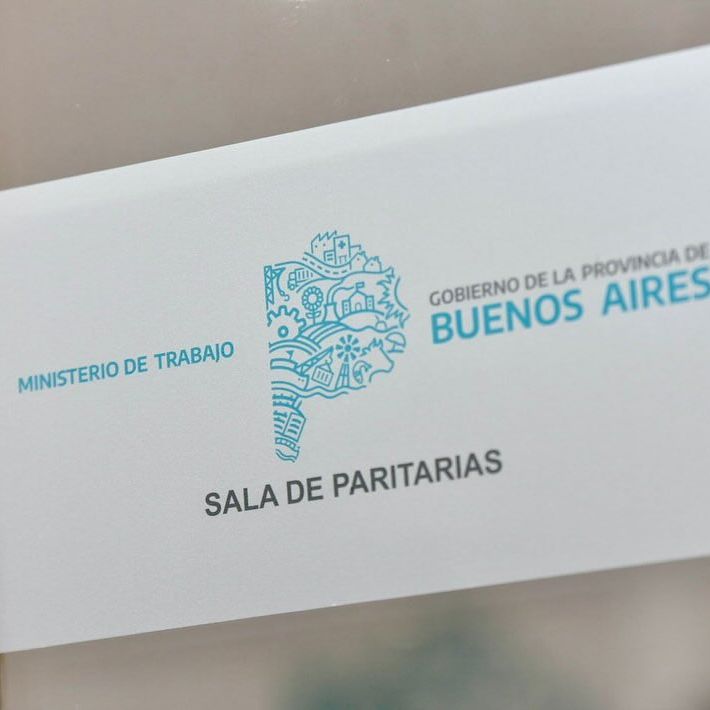 MINISTERIO DE TRABAJO
GOBIERNO DE LA PROVINCIA DE
BUENOS AIRES
SALA DE PARITARIAS